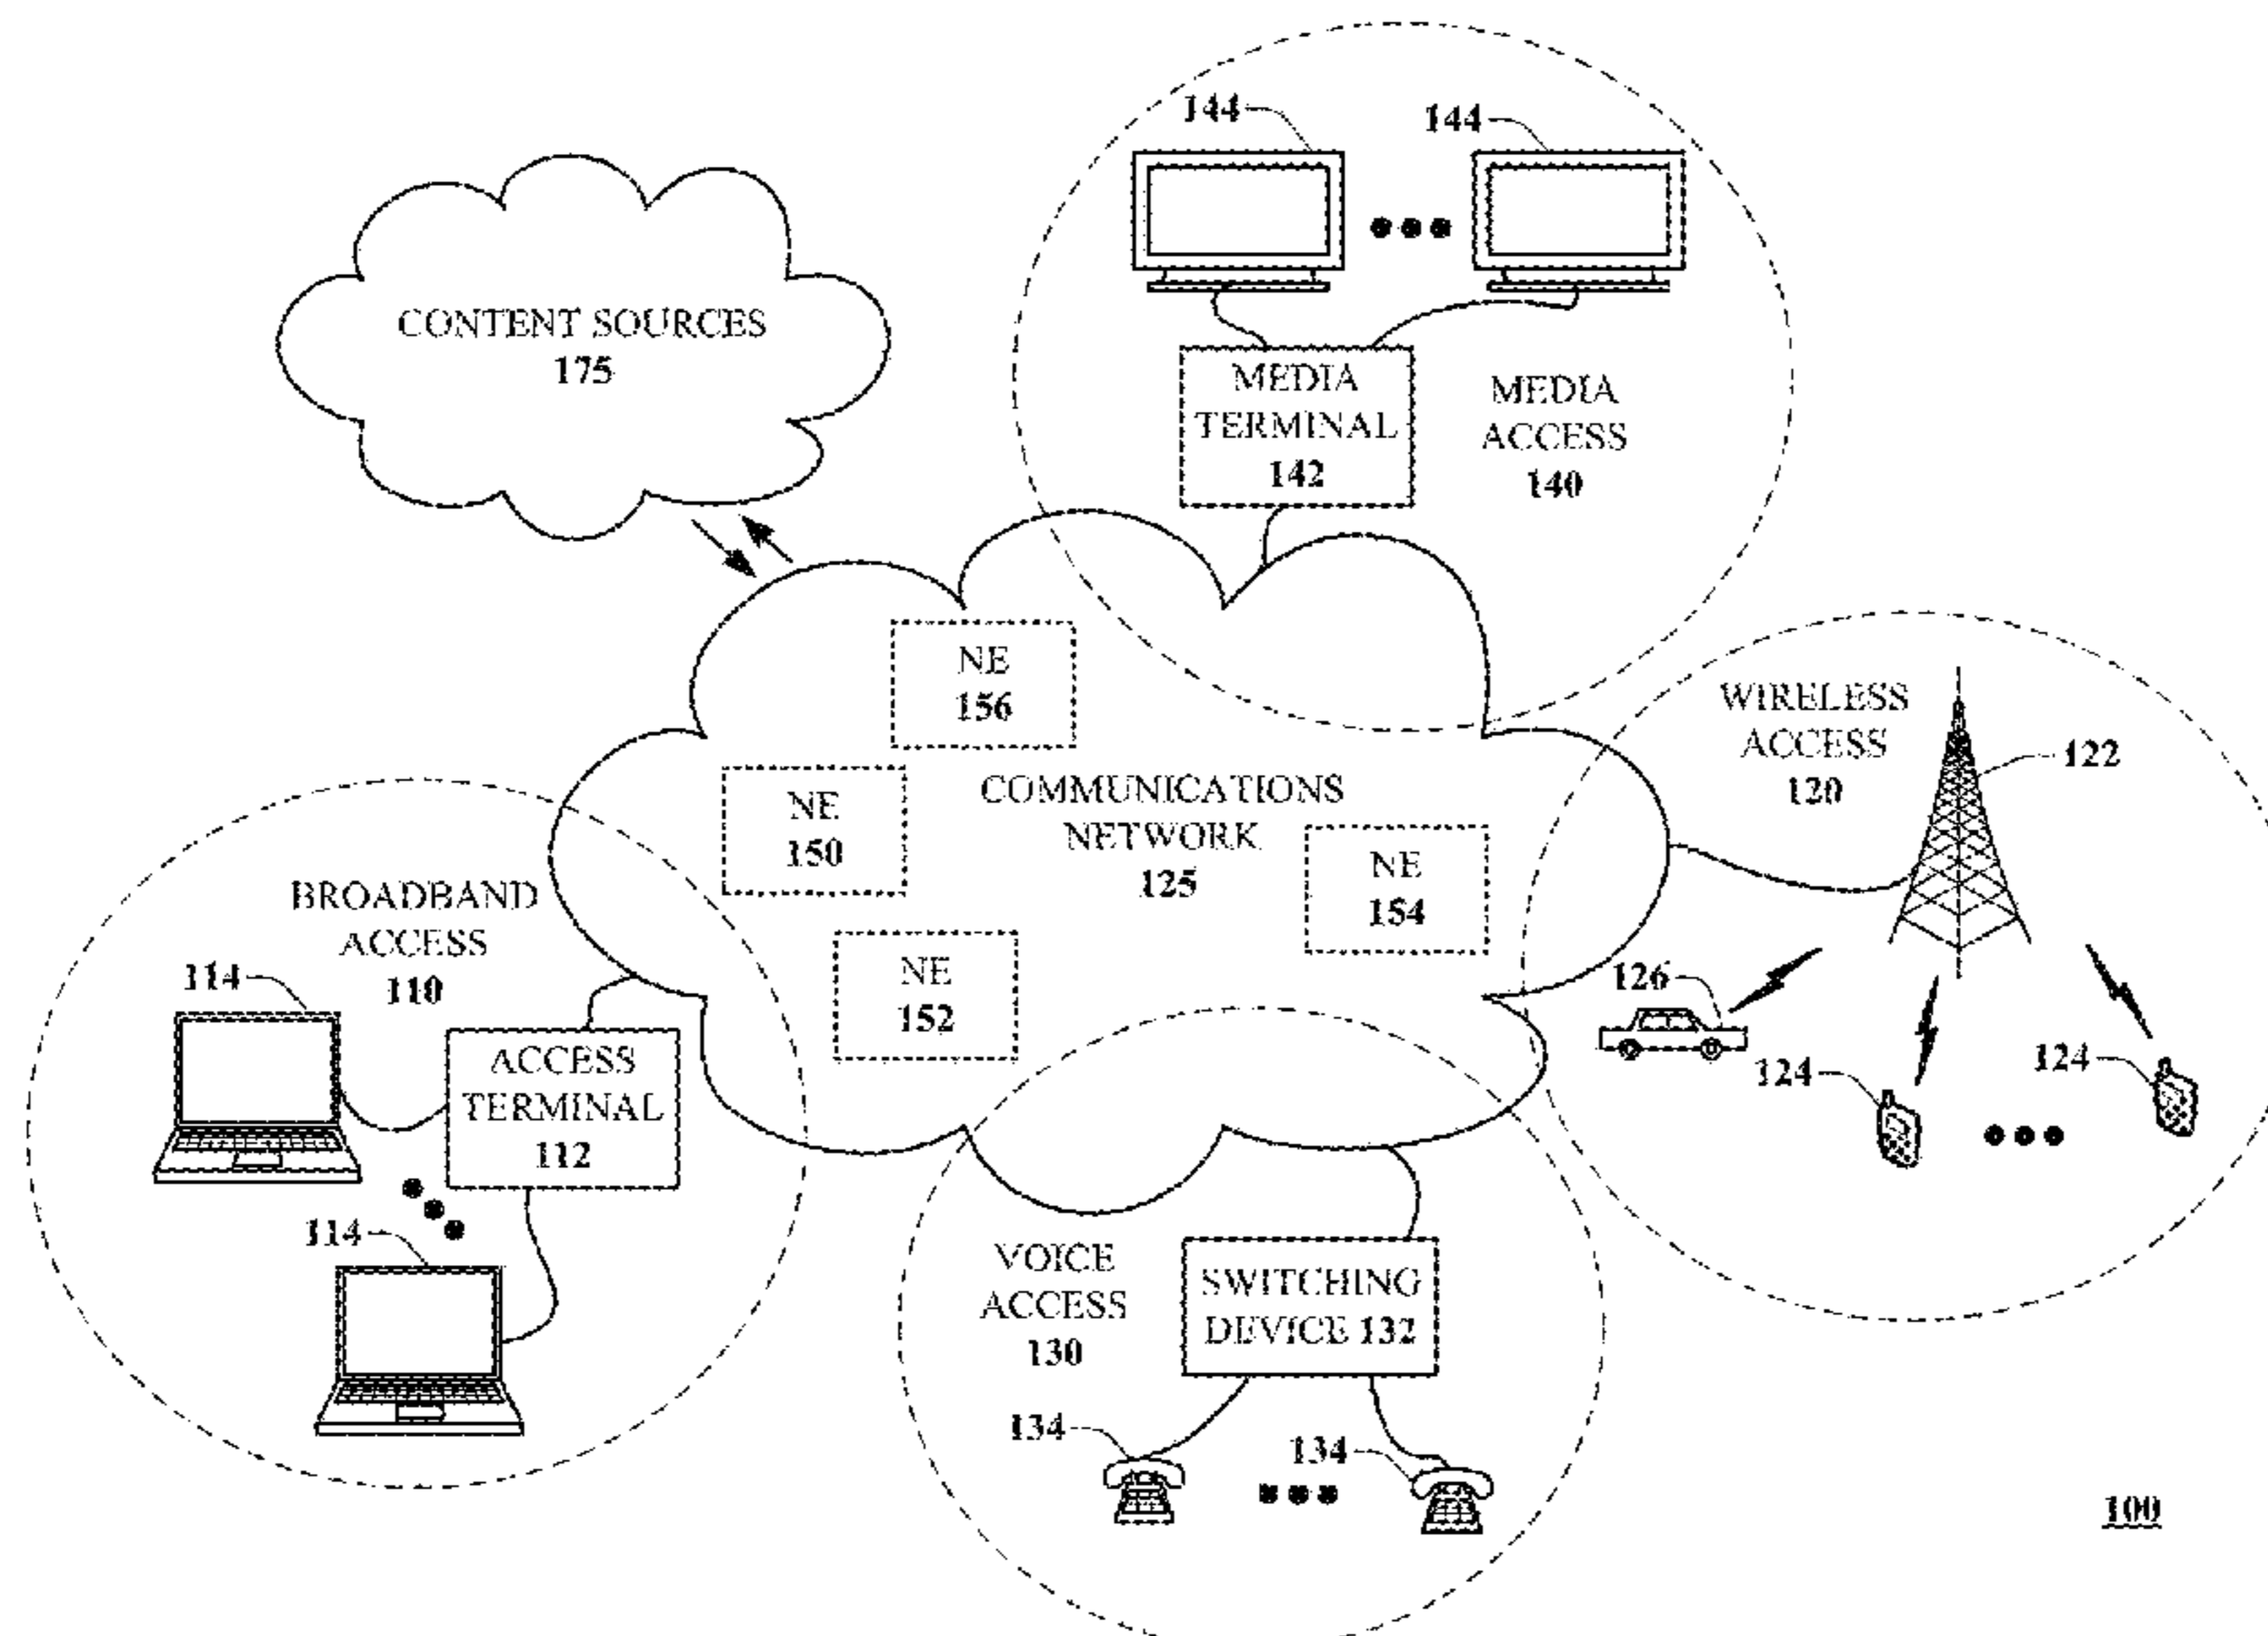 144
144
CONTENT SOURCES
175
MEDIA
TERMINAL
142
MEDIA
ACCESS
140
NE
156
WIRELESS
ACCESS
120
122
NE
150
COMMUNICATIONS
NETWORK
125
NE
154
BROADBAND
ACCESS
110
114
NE
152
126
124
124
ACCESS
TERMINAL
112
114
VOICE
ACCESS
130
SWITCHING
DEVICE 132
134
134
100